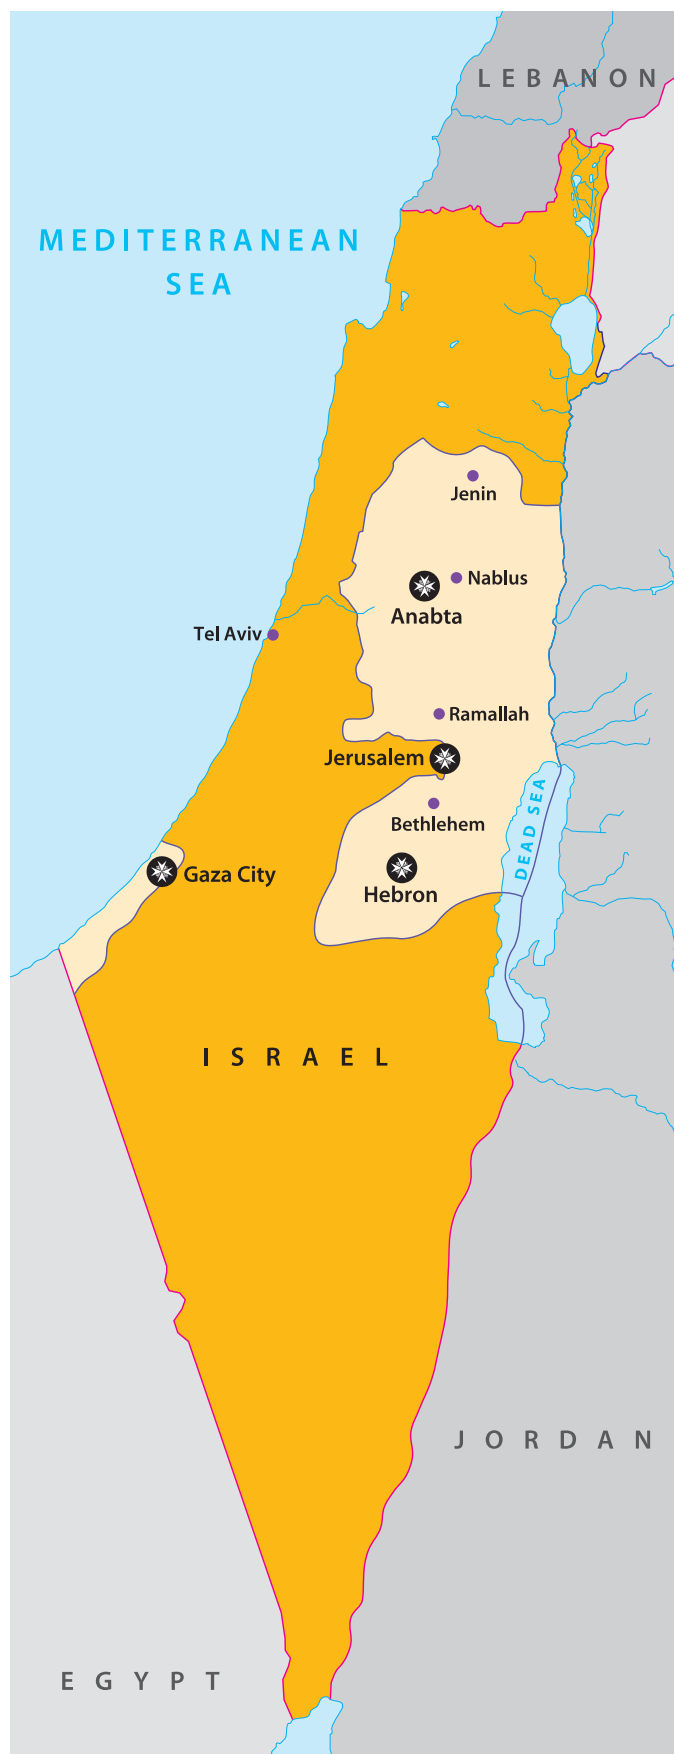 LEBANON
MEDITERRANEAN
SEA
Jenin
Nablus
Anabta
Tel Aviv
Ramallah
Jerusalem
DEAD SEA
Bethlehem
Gaza City
Hebron
ISRAEL
JORDAN
EGYPT